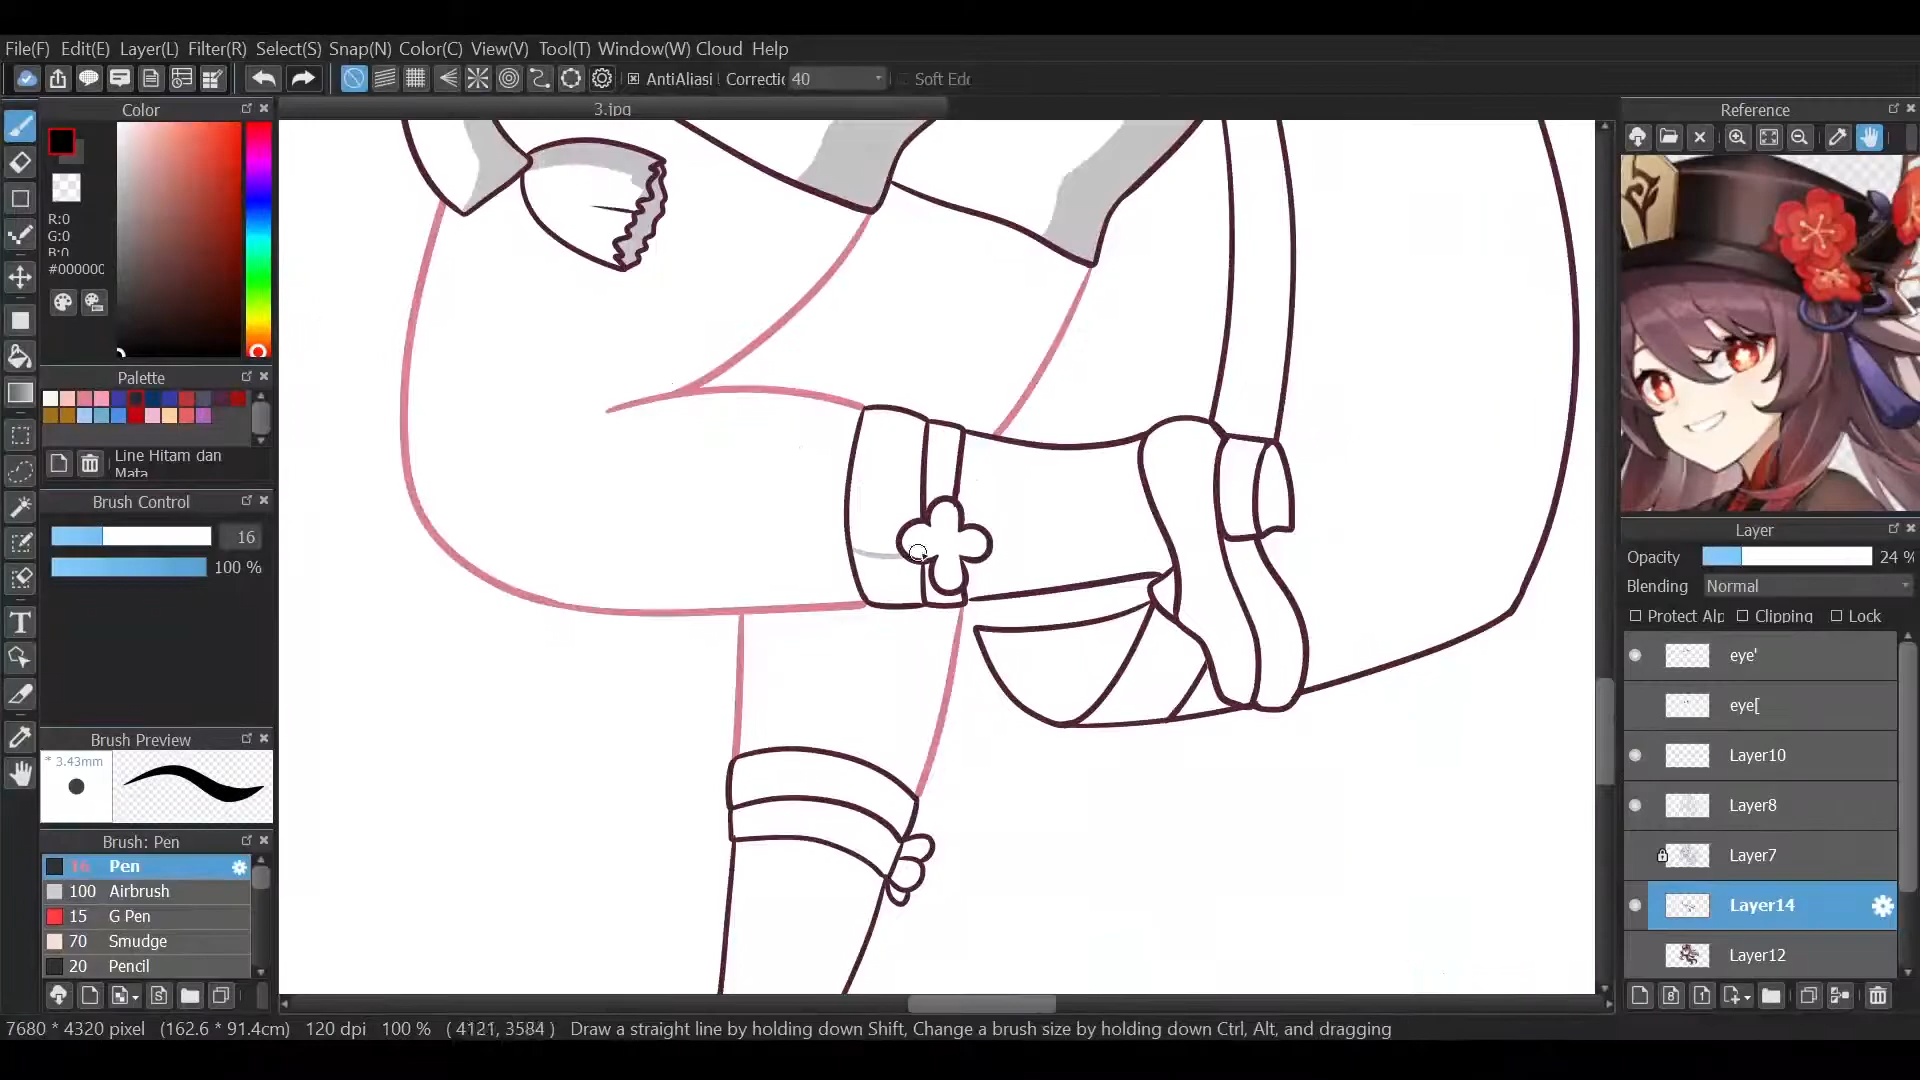 File(F) Edit(E) Layer(L) Filter(R) Select(S) Snap(N) Color(C) View(V) Tool(T) Window(W) Cloud Help
AntiAliasi Correctic 40 Soft Edc
Color
3.jpg
Reference
R:0
G:0
B:0
#00000C
Palette
Line Hitam dan
Mata
Brush Control
16
100 %
Brush Preview
* 3.43mm
Brush: Pen
16 Pen
100 Airbrush
15 G Pen
70 Smudge
20 Pencil
Layer
Opacity 24 %
Blending Normal
Protect Alp Clipping Lock
eye'
eye[
Layer10
Layer8
Layer7
Layer14
Layer12
7680 * 4320 pixel (162.6 * 91.4cm) 120 dpi 100 % ( 4121, 3584 ) Draw a straight line by holding down Shift, Change a brush size by holding down Ctrl, Alt, and dragging